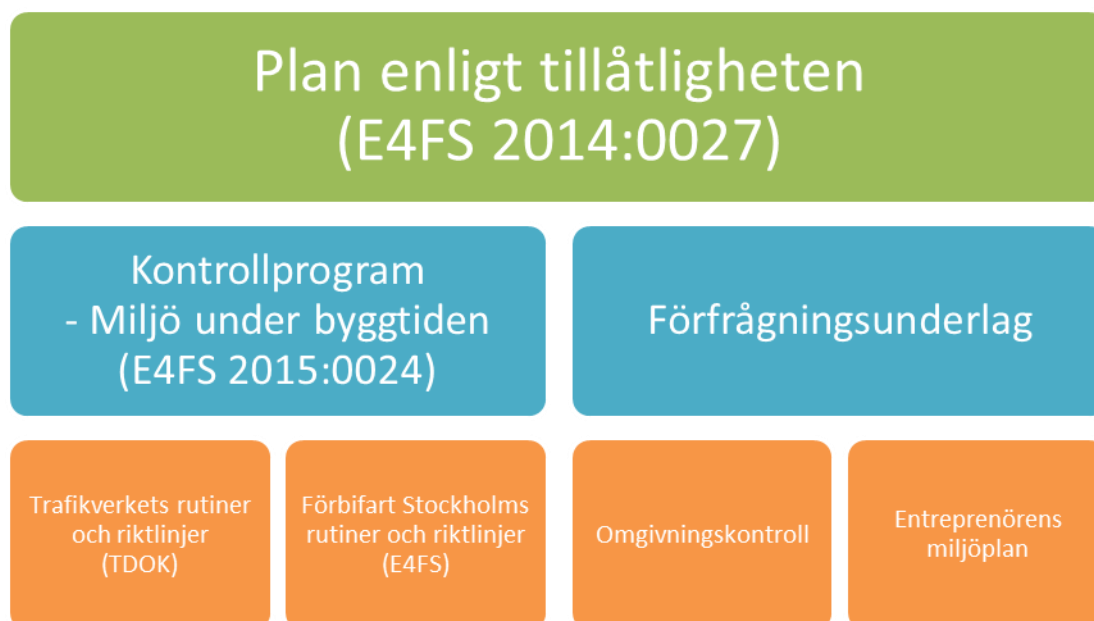 Plan enligt tillåtligheten
(E4FS 2014:0027)
Kontrollprogram
- Miljö under byggtiden
(E4FS 2015:0024)
Förfrågningsunderlag
Trafikverkets rutiner
och riktlinjer
(TDOK)
Förbifart Stockholms
rutiner och riktlinjer
(E4FS)
Omgivningskontroll
Entreprenörens
miljöplan